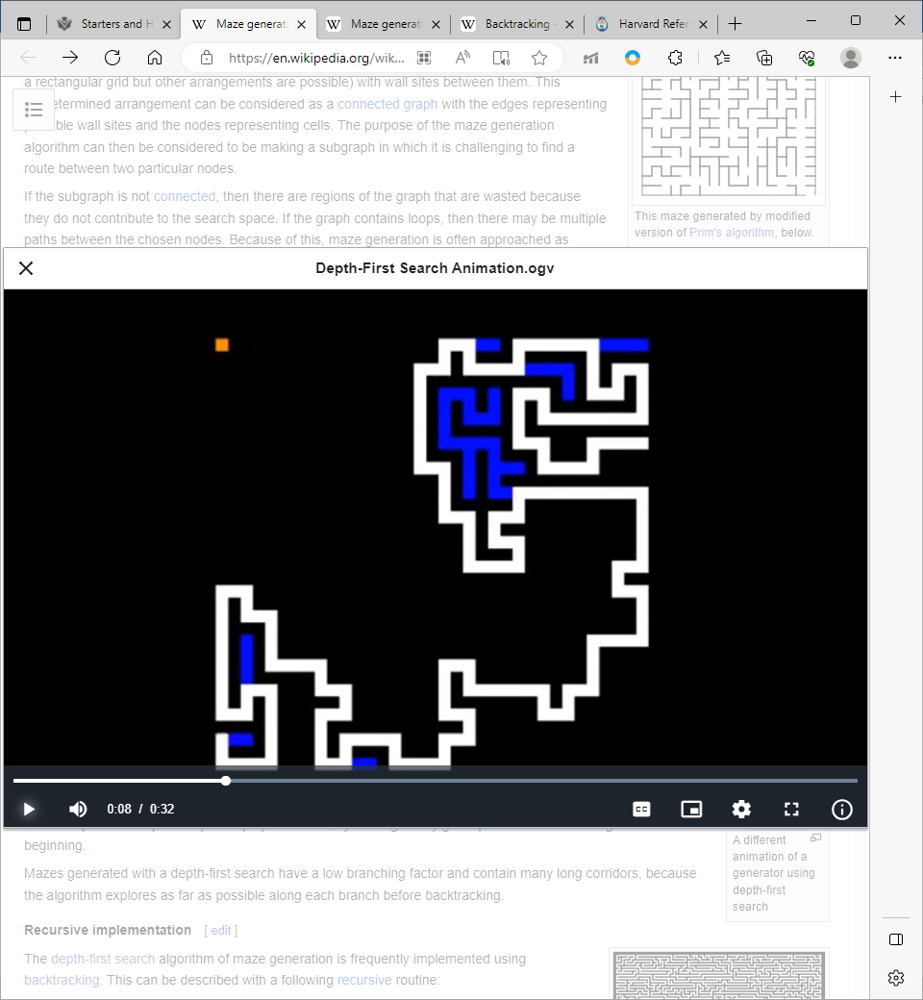 Starters and H
Maze generati
Maze generati
Backtracking -
Harvard Refer
https://en.wikipedia.org/wik...
a rectangular grid but other arrangements are possible) with wall sites between them. This
etermined arrangement can be considered as a connected graph with the edges representing
ble wall sites and the nodes representing cells. The purpose of the maze generation
algorithm can then be considered to be making a subgraph in which it is challenging to find a
route between two particular nodes.
If the subgraph is not connected, then there are regions of the graph that are wasted because
they do not contribute to the search space. If the graph contains loops, then there may be multiple
paths between the chosen nodes. Because of this, maze generation is often approached as
This maze generated by modified
version of Prim's algorithm, below.
Depth-First Search Animation.ogv
0:08 / 0:32
CC
beginning.
Mazes generated with a depth-first search have a low branching factor and contain many long corridors, because
the algorithm explores as far as possible along each branch before backtracking.
A different
animation of a
generator using
depth-first
search
Recursive implementation [ edit ]
The depth-first search algorithm of maze generation is frequently implemented using
backtracking. This can be described with a following recursive routine: